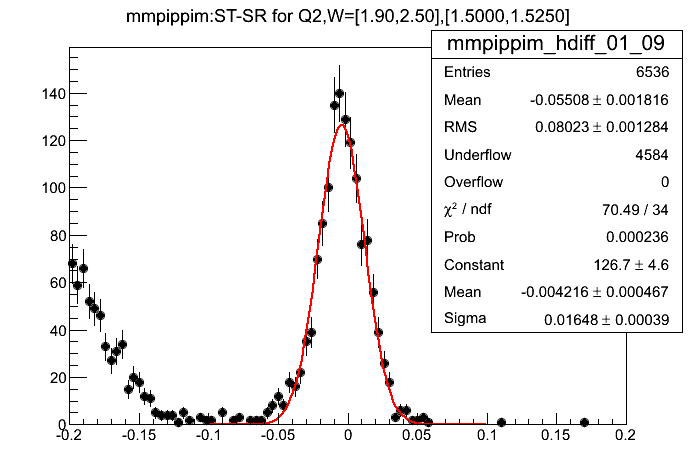 mmpippim:ST-SR for Q2,W=[1.90,2.50],[1.5000,1.5250]
mmpippim_hdiff_01_09
Entries 6536
Mean -0.05508 ± 0.001816
RMS 0.08023 ± 0.001284
Underflow 4584
Overflow 0
χ² / ndf 70.49 / 34
Prob 0.000236
Constant 126.7 ± 4.6
Mean -0.004216 ± 0.000467
Sigma 0.01648 ± 0.00039
140
120
100
80
60
40
20
0
-0.2 -0.15 -0.1 -0.05 0 0.05 0.1 0.15 0.2